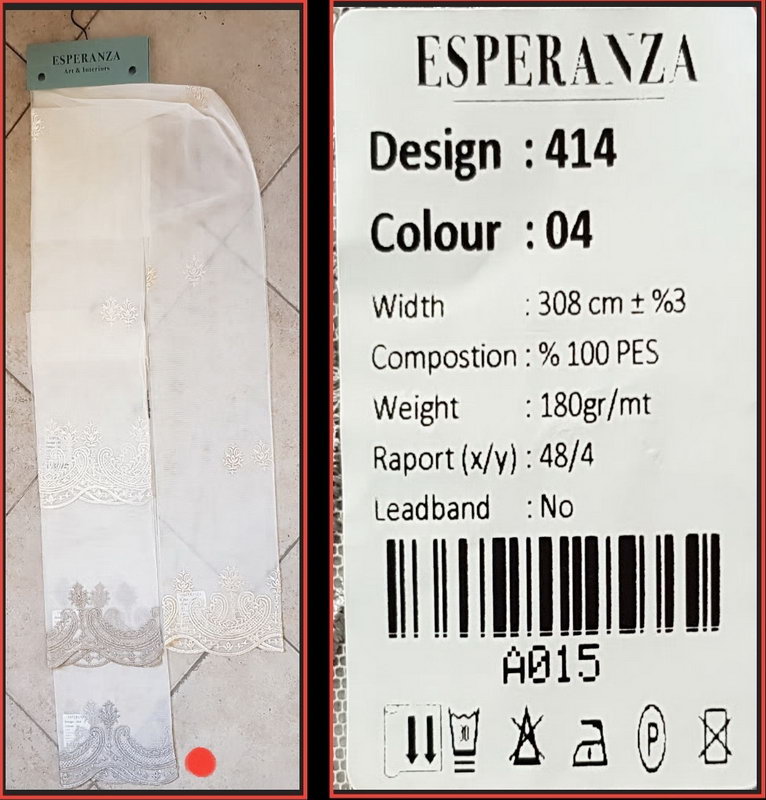 ESPERANZA
Art & Interiors
ESPERANZA
Design : 414
Colour : 04
Width : 308 cm ± %3
Compostion : % 100 PES
Weight : 180gr/mt
Raport (x/y) : 48/4
Leadband : No
A015
30
P